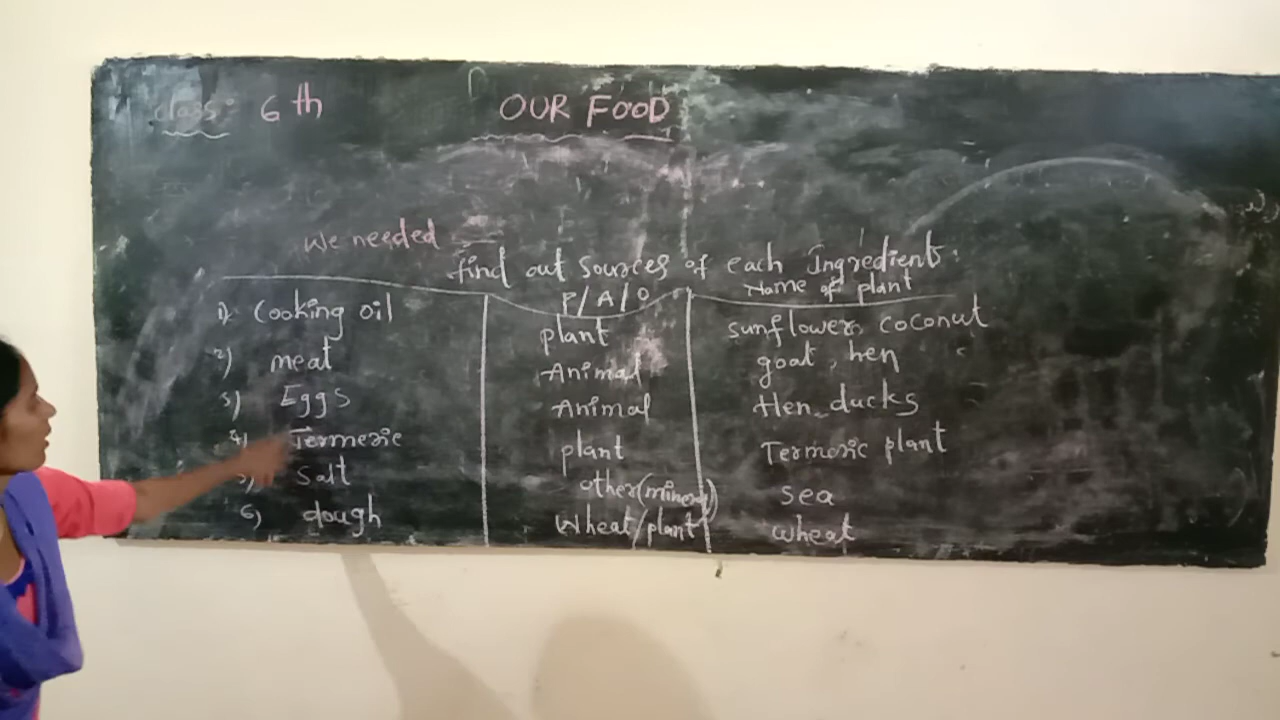 class: 6th
OUR FOOD
We needed
find out sources of each Ingredient.
P/A/O Name of plant
1) Cooking oil plant sunflower, coconut
2) meat Animal goat, hen
3) Eggs Animal Hen, ducks
4) Termeric plant Termeric plant
5) Salt other(mineral) sea
6) dough Wheat/plant wheat